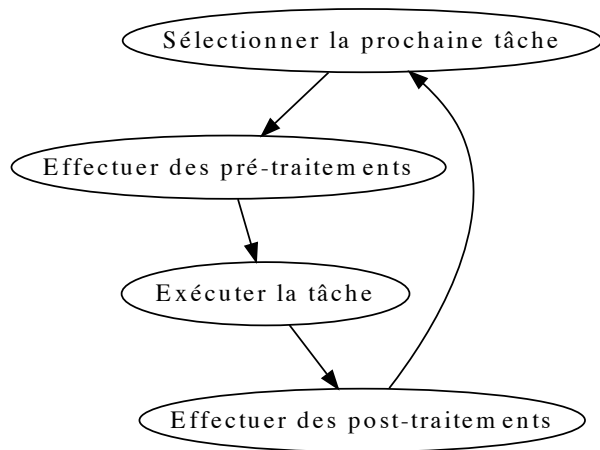 Sélectionner la prochaine tâche
Effectuer des pré-traitements
Exécuter la tâche
Effectuer des post-traitements